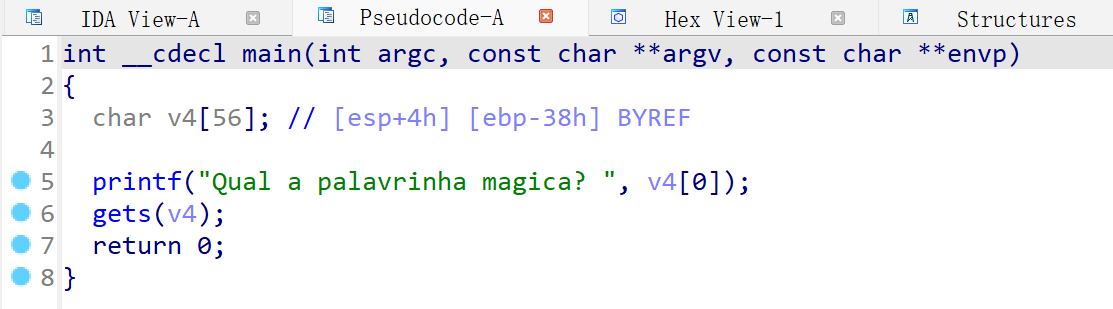 IDA View-A Pseudocode-A Hex View-1 Structures
1 int __cdecl main(int argc, const char **argv, const char **envp)
2 {
3 char v4[56]; // [esp+4h] [ebp-38h] BYREF
4
5 printf("Qual a palavrinha magica? ", v4[0]);
6 gets(v4);
7 return 0;
8 }